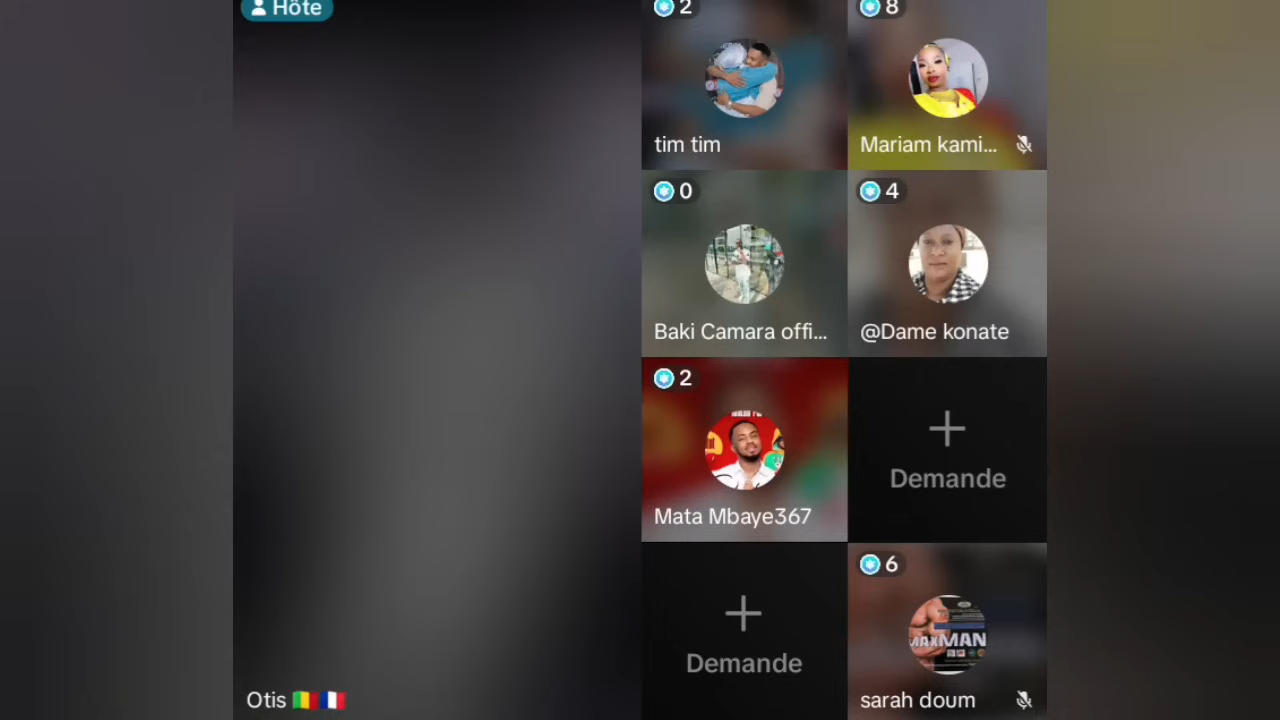 Hôte
2
8
tim tim
Mariam kami...
0
4
Baki Camara offi...
@Dame konate
2
Mata Mbaye367
Demande
6
MAXMAN
Demande
Otis
sarah doum